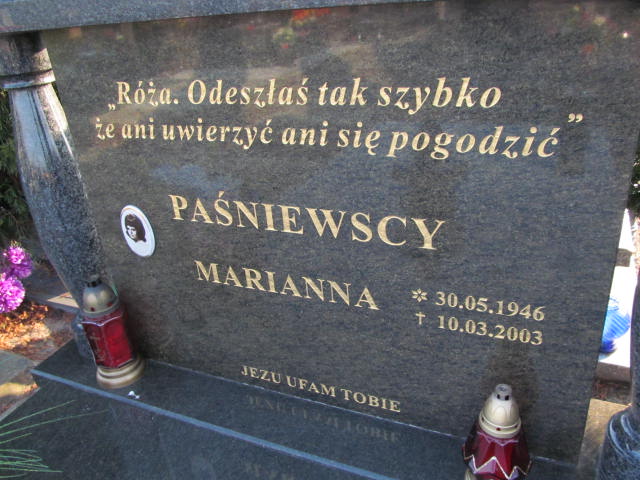 „Róża. Odeszłaś tak szybko
że ani uwierzyć ani się pogodzić”
PAŚNIEWSCY
MARIANNA
✲ 30.05.1946
† 10.03.2003
JEZU UFAM TOBIE